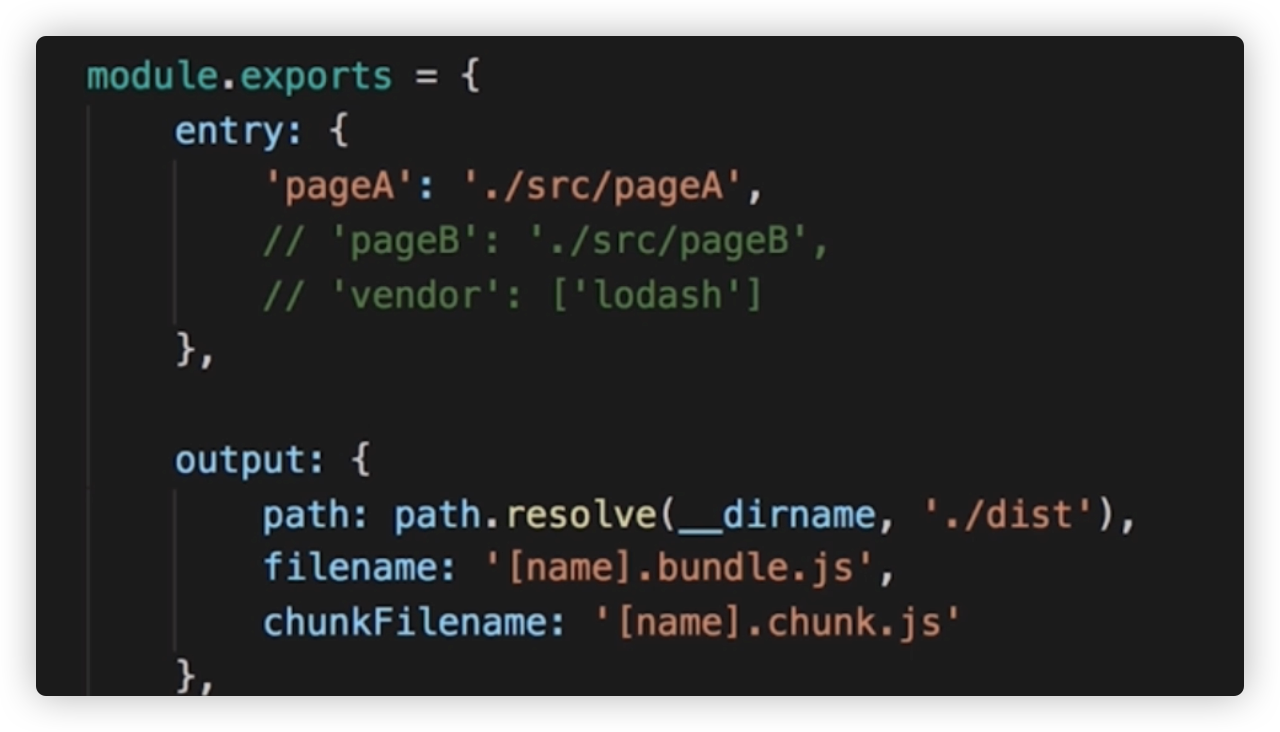 module.exports = {
entry: {
'pageA': './src/pageA',
// 'pageB': './src/pageB',
// 'vendor': ['lodash']
},
output: {
path: path.resolve(__dirname, './dist'),
filename: '[name].bundle.js',
chunkFilename: '[name].chunk.js'
},